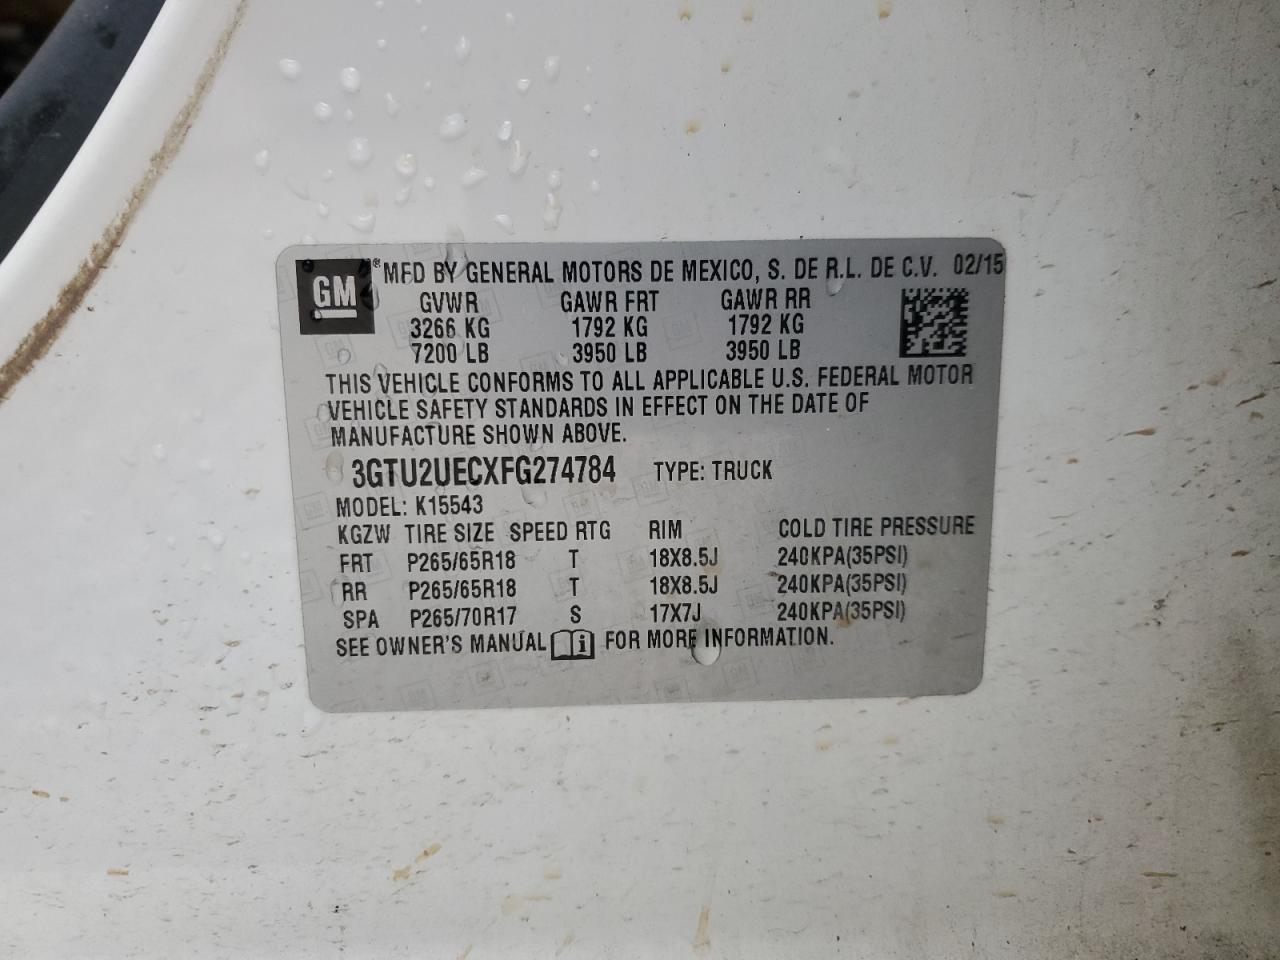 GM
® MFD BY GENERAL MOTORS DE MEXICO, S. DE R.L. DE C.V. 02/15
GVWR GAWR FRT GAWR RR
3266 KG 1792 KG 1792 KG
7200 LB 3950 LB 3950 LB
THIS VEHICLE CONFORMS TO ALL APPLICABLE U.S. FEDERAL MOTOR
VEHICLE SAFETY STANDARDS IN EFFECT ON THE DATE OF
MANUFACTURE SHOWN ABOVE.
3GTU2UECXFG274784 TYPE: TRUCK
MODEL: K15543
KGZW TIRE SIZE SPEED RTG RIM COLD TIRE PRESSURE
FRT P265/65R18 T 18X8.5J 240KPA(35PSI)
RR P265/65R18 T 18X8.5J 240KPA(35PSI)
SPA P265/70R17 S 17X7J 240KPA(35PSI)
SEE OWNER'S MANUAL i FOR MORE INFORMATION.